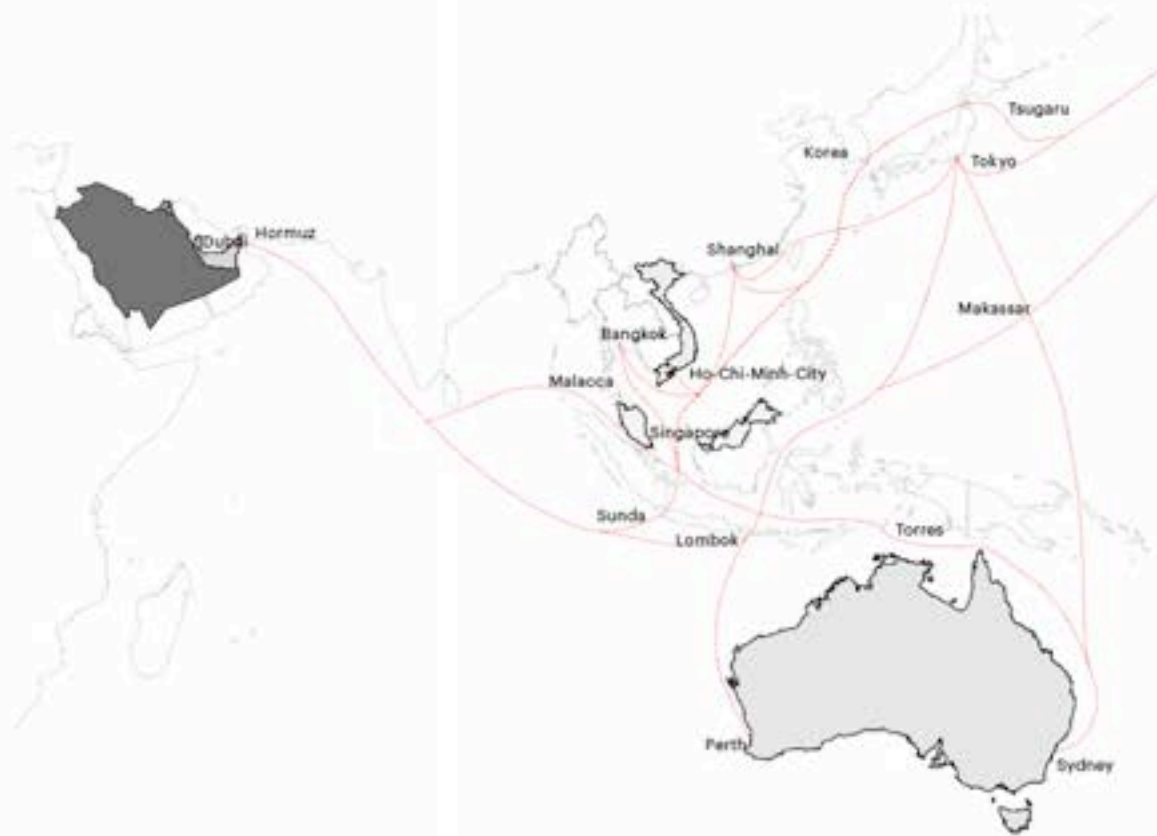 Tsugaru
Korea
Tokyo
Dubai
Hormuz
Shanghai
Makassar
Bangkok
Malacca
Ho-Chi-Minh-City
Singapore
Sunda
Lombok
Torres
Perth
Sydney